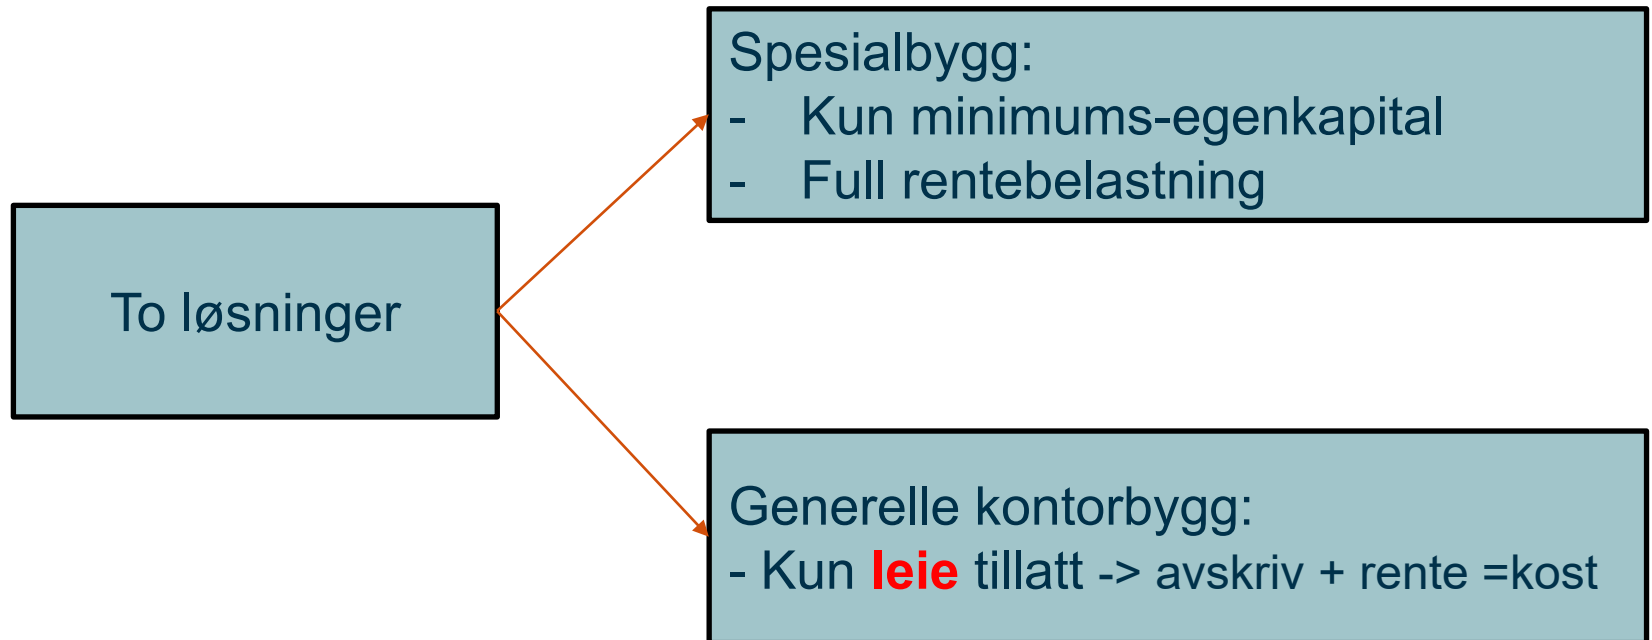 To løsninger
Spesialbygg:
- Kun minimums-egenkapital
- Full rentebelastning
Generelle kontorbygg:
- Kun leie tillatt -> avskriv + rente =kost